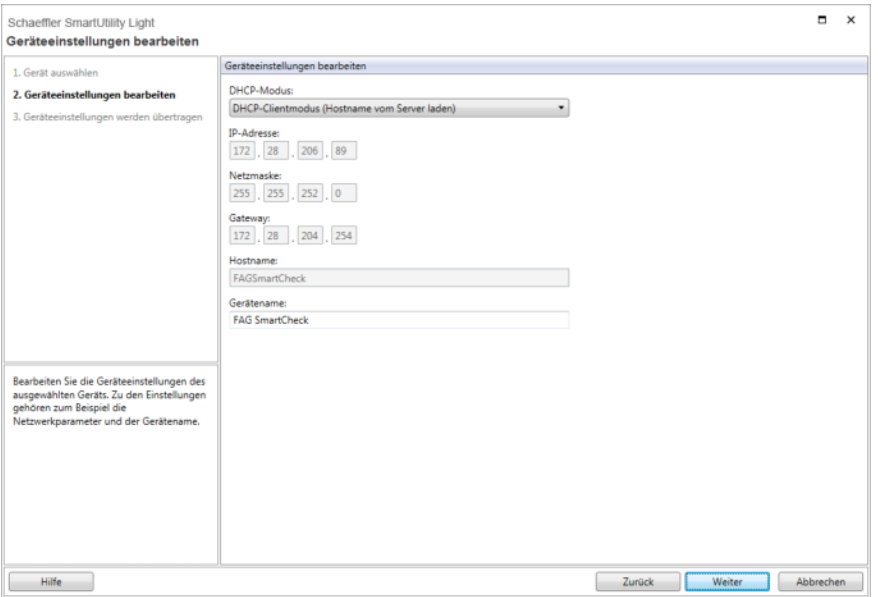 Schaeffler SmartUtility Light
Geräteeinstellungen bearbeiten
1. Gerät auswählen
2. Geräteeinstellungen bearbeiten
3. Geräteeinstellungen werden übertragen
Bearbeiten Sie die Geräteeinstellungen des
ausgewählten Geräts. Zu den Einstellungen
gehören zum Beispiel die
Netzwerkparameter und der Gerätename.
Geräteeinstellungen bearbeiten
DHCP-Modus:
DHCP-Clientmodus (Hostname vom Server laden)
IP-Adresse:
172 . 28 . 206 . 89
Netzmaske:
255 . 255 . 252 . 0
Gateway:
172 . 28 . 204 . 254
Hostname:
FAGSmartCheck
Gerätename:
FAG SmartCheck
Hilfe
Zurück
Weiter
Abbrechen